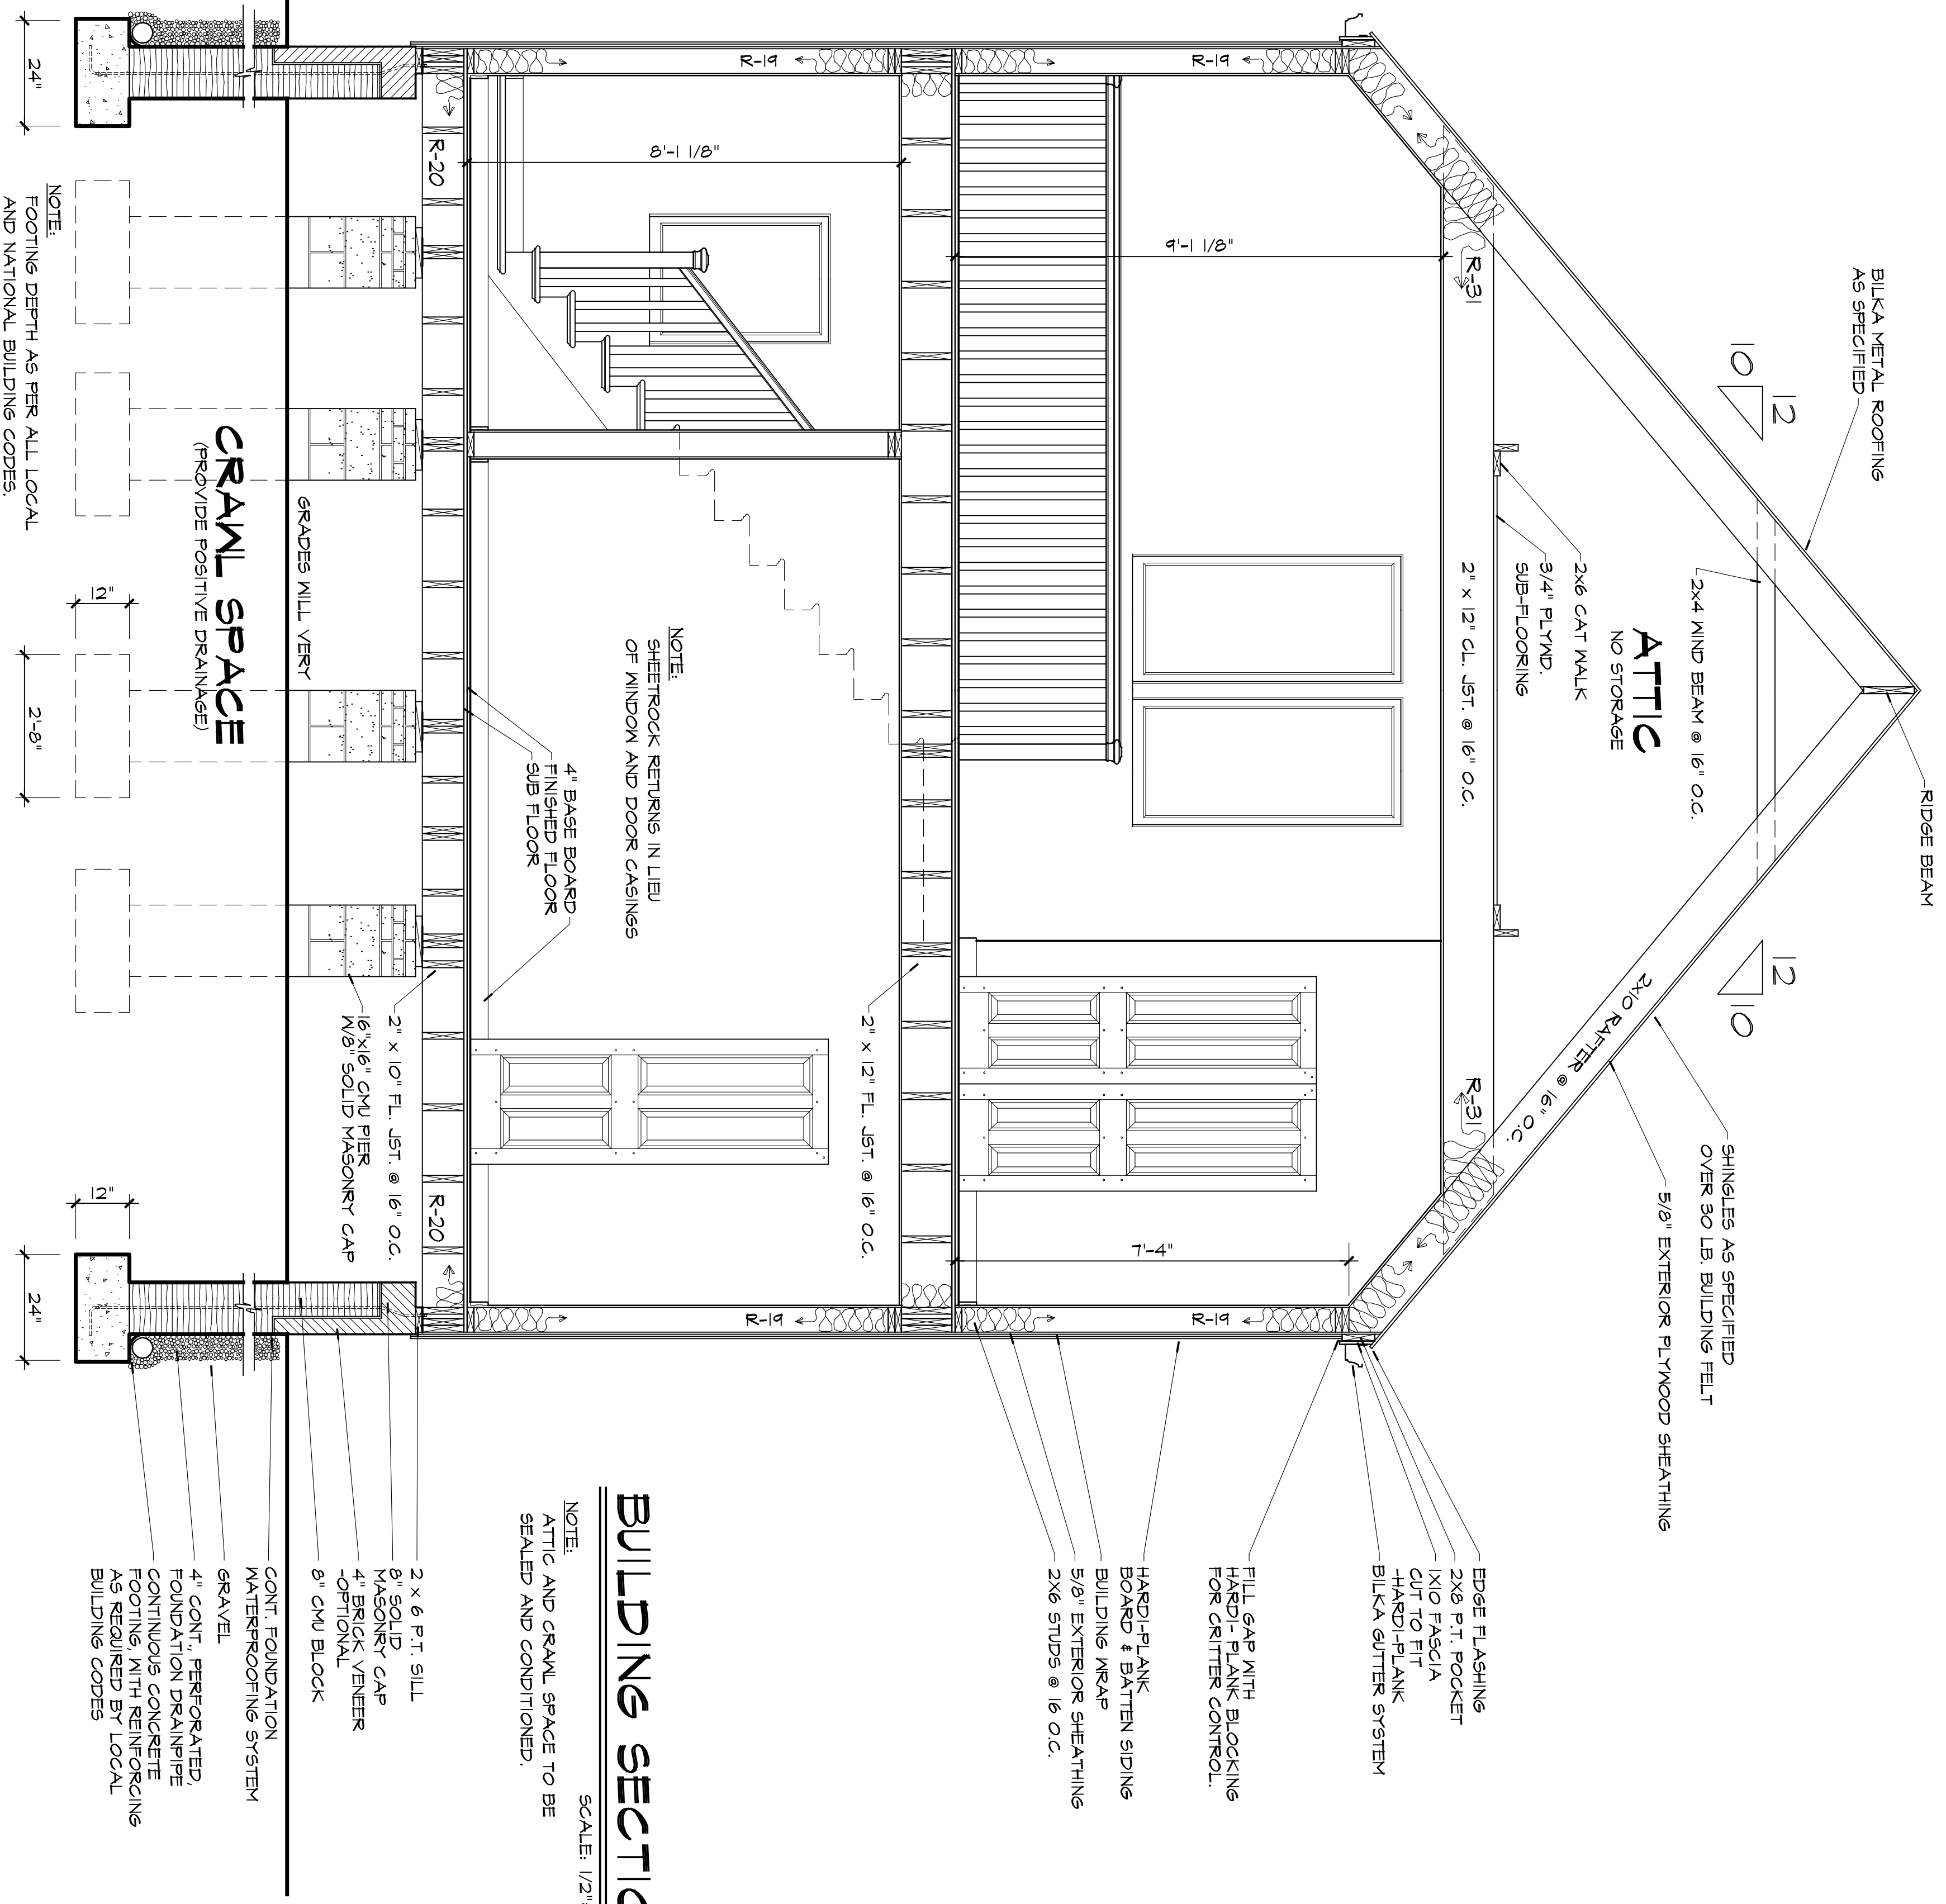 RIDGE BEAM
BILKA METAL ROOFING
AS SPECIFIED
12
10
12
10
SHINGLES AS SPECIFIED
OVER 30 LB. BUILDING FELT
5/8" EXTERIOR PLYWOOD SHEATHING
2x4 WIND BEAM @ 16" O.C.
ATTIC
NO STORAGE
2x6 CAT WALK
3/4" PLYWD.
SUB-FLOORING
2x10 RAFTER @ 16" O.C.
R-31
2" x 12" CL. JST. @ 16" O.C.
R-31
EDGE FLASHING
2X8 P.T. POCKET
1X10 FASCIA
CUT TO FIT
-HARDI-PLANK
BILKA GUTTER SYSTEM
FILL GAP WITH
HARDI- PLANK BLOCKING
FOR CRITTER CONTROL.
HARDI-PLANK
BOARD & BATTEN SIDING
BUILDING WRAP
5/8" EXTERIOR SHEATHING
2X6 STUDS @ 16 O.C.
R-19
9'-1 1/8"
7'-4"
R-19
2" x 12" FL. JST. @ 16" O.C.
R-19
8'-1 1/8"
R-19
NOTE:
SHEETROCK RETURNS IN LIEU
OF WINDOW AND DOOR CASINGS
4" BASE BOARD
FINISHED FLOOR
SUB FLOOR
BUILDING SECTIO
SCALE: 1/2"
NOTE:
ATTIC AND CRAWL SPACE TO BE
SEALED AND CONDITIONED.
R-20
R-20
2" x 10" FL. JST. @ 16" O.C.
16"x16" CMU PIER
W/8" SOLID MASONRY CAP
GRADES WILL VERY
CRAWL SPACE
(PROVIDE POSITIVE DRAINAGE)
2 x 6 P.T. SILL
8" SOLID
MASONRY CAP
4" BRICK VENEER
-OPTIONAL
8" CMU BLOCK
CONT. FOUNDATION
WATERPROOFING SYSTEM
GRAVEL
4" CONT., PERFORATED,
FOUNDATION DRAINPIPE
CONTINUOUS CONCRETE
FOOTING, WITH REINFORCING
AS REQUIRED BY LOCAL
BUILDING CODES
NOTE:
FOOTING DEPTH AS PER ALL LOCAL
AND NATIONAL BUILDING CODES.
24"
12"
2'-8"
12"
24"